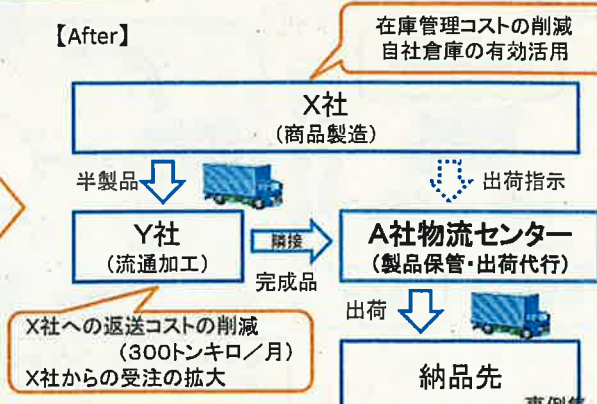 【After】
在庫管理コストの削減
自社倉庫の有効活用
X社
(商品製造)
半製品
出荷指示
Y社
(流通加工)
隣接
完成品
A社物流センター
(製品保管・出荷代行)
出荷
X社への返送コストの削減
(300トンキロ／月)
X社からの受注の拡大
納品先